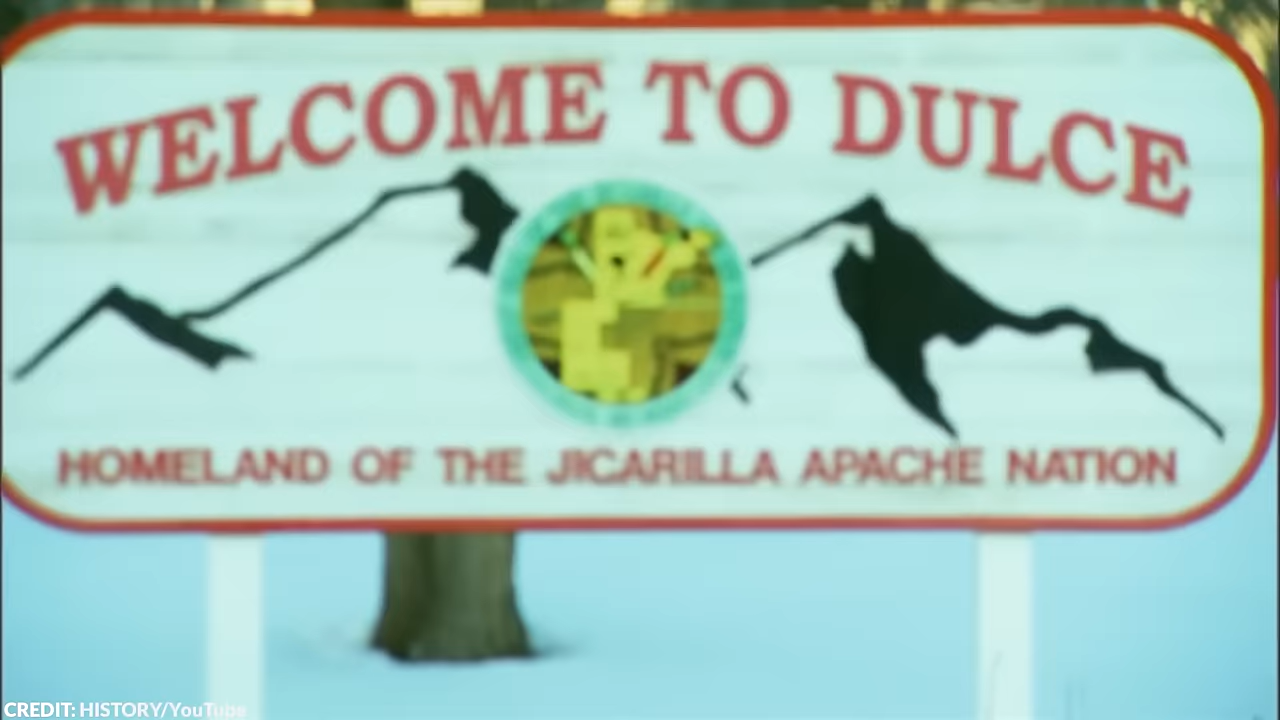 WELCOME TO DULCE
HOMELAND OF THE JICARILLA APACHE NATION
CREDIT: HISTORY/YouTube